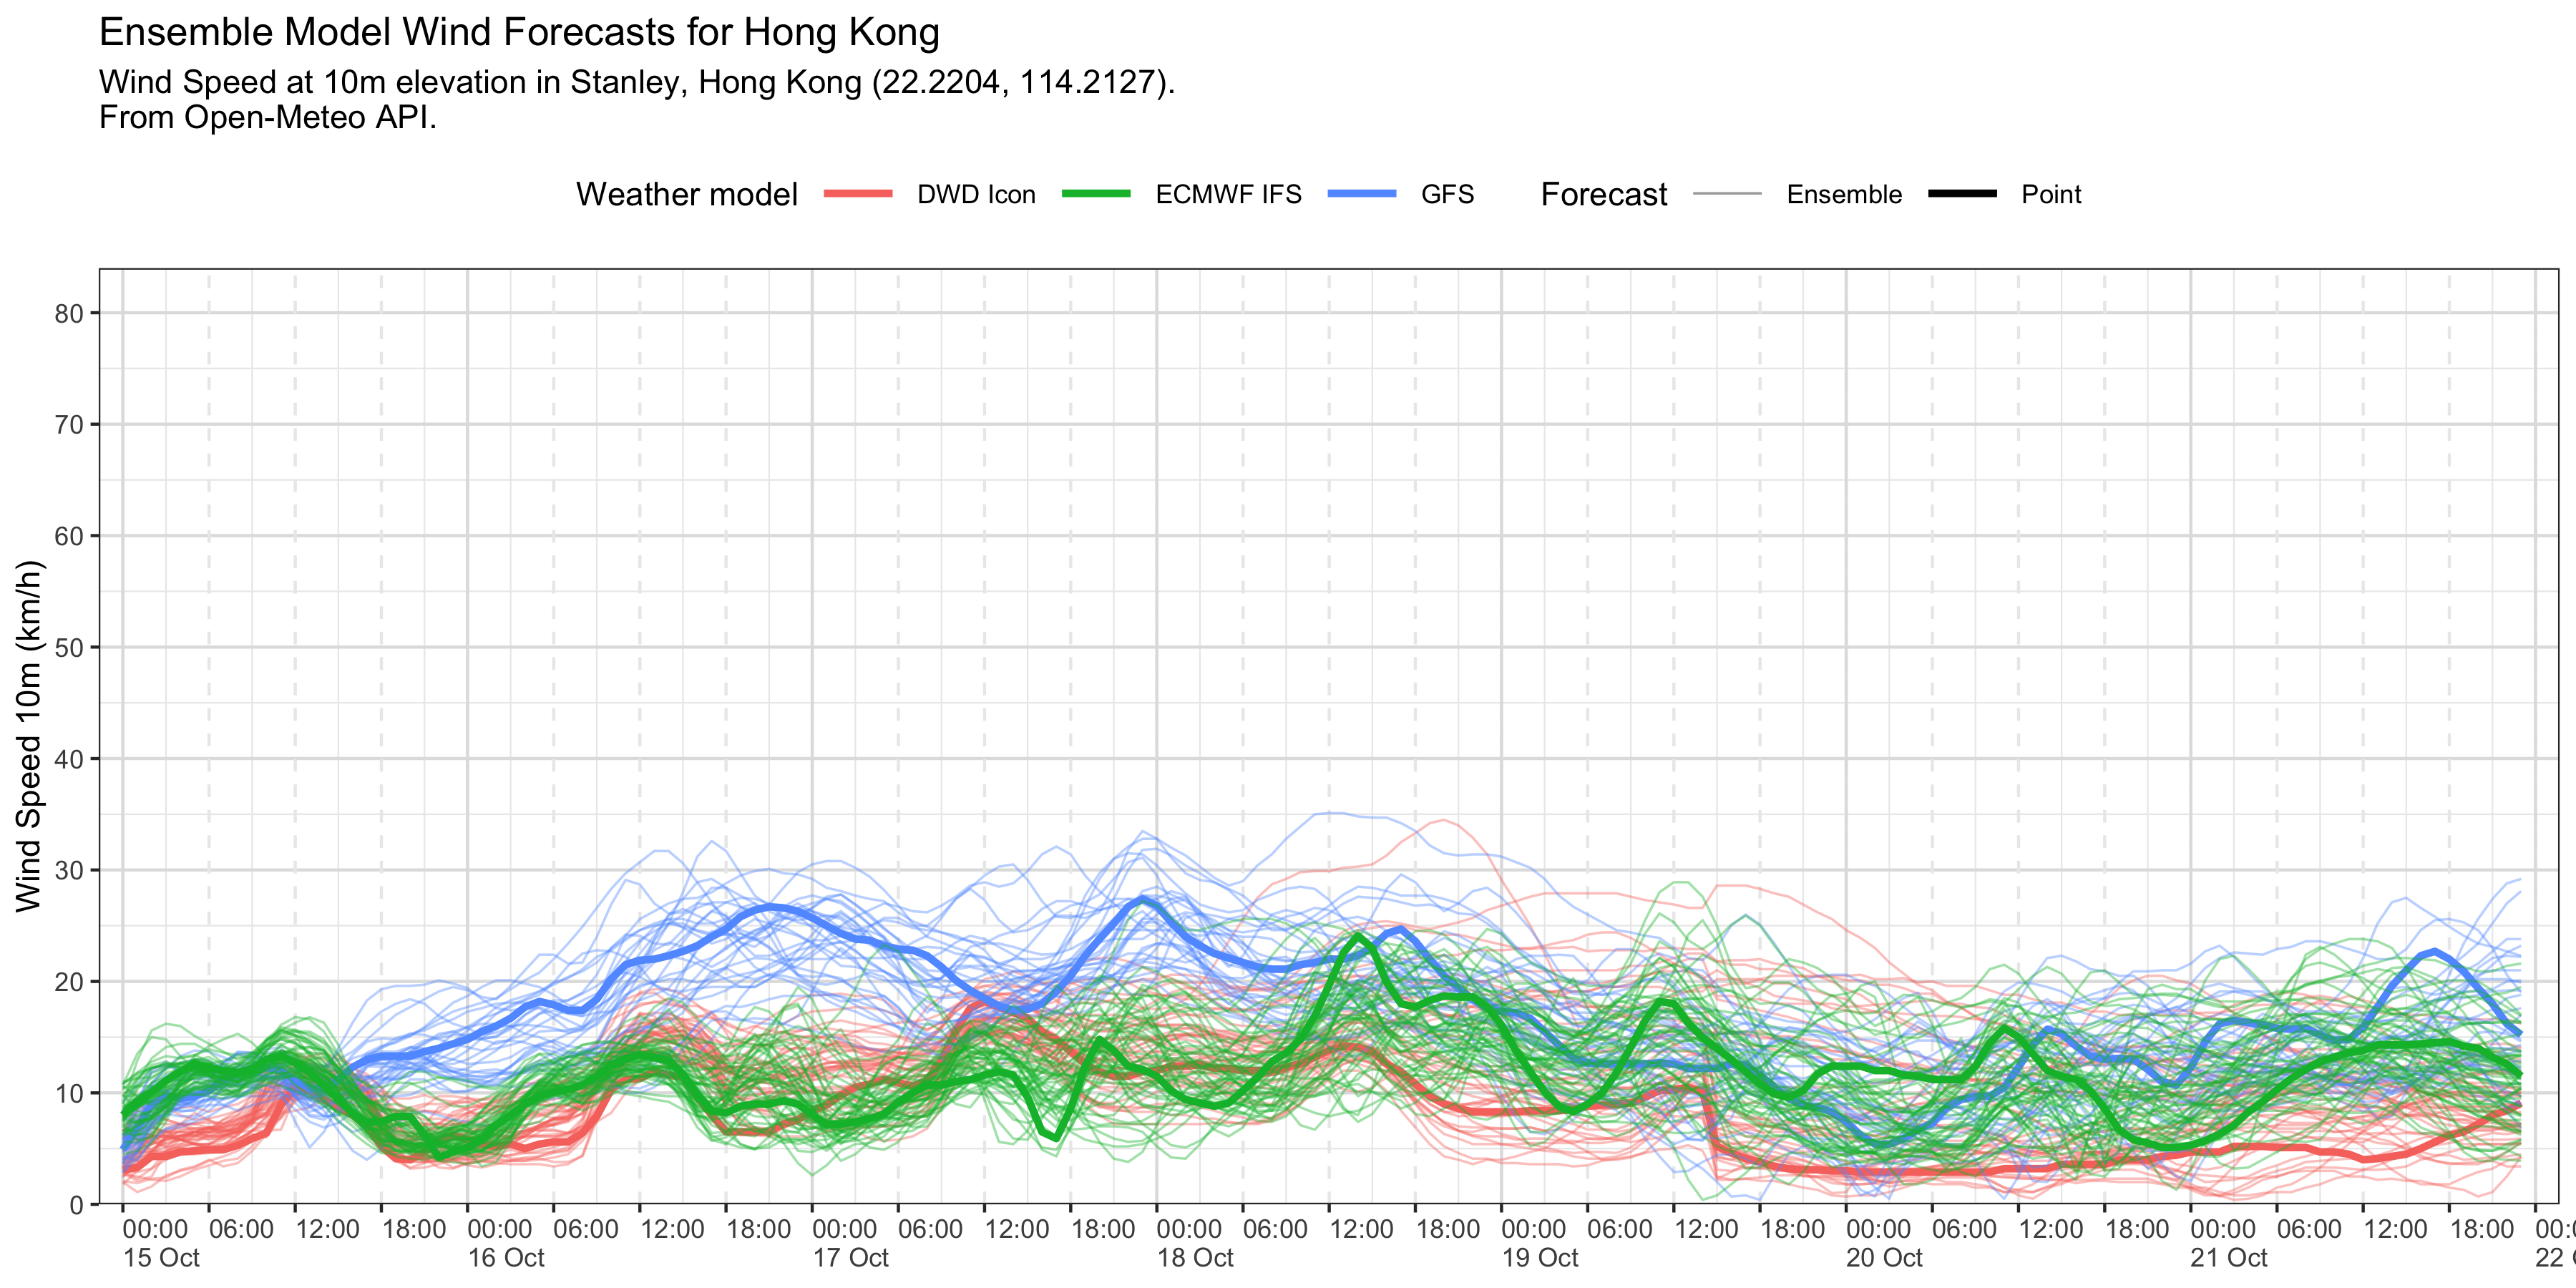 Ensemble Model Wind Forecasts for Hong Kong
Wind Speed at 10m elevation in Stanley, Hong Kong (22.2204, 114.2127).
From Open-Meteo API.
Weather model DWD Icon ECMWF IFS GFS Forecast Ensemble Point
Wind Speed 10m (km/h)
80
70
60
50
40
30
20
10
0
00:00 06:00 12:00 18:00 00:00 06:00 12:00 18:00 00:00 06:00 12:00 18:00 00:00 06:00 12:00 18:00 00:00 06:00 12:00 18:00 00:00 06:00 12:00 18:00 00:00 06:00 12:00 18:00
15 Oct 16 Oct 17 Oct 18 Oct 19 Oct 20 Oct 21 Oct 22